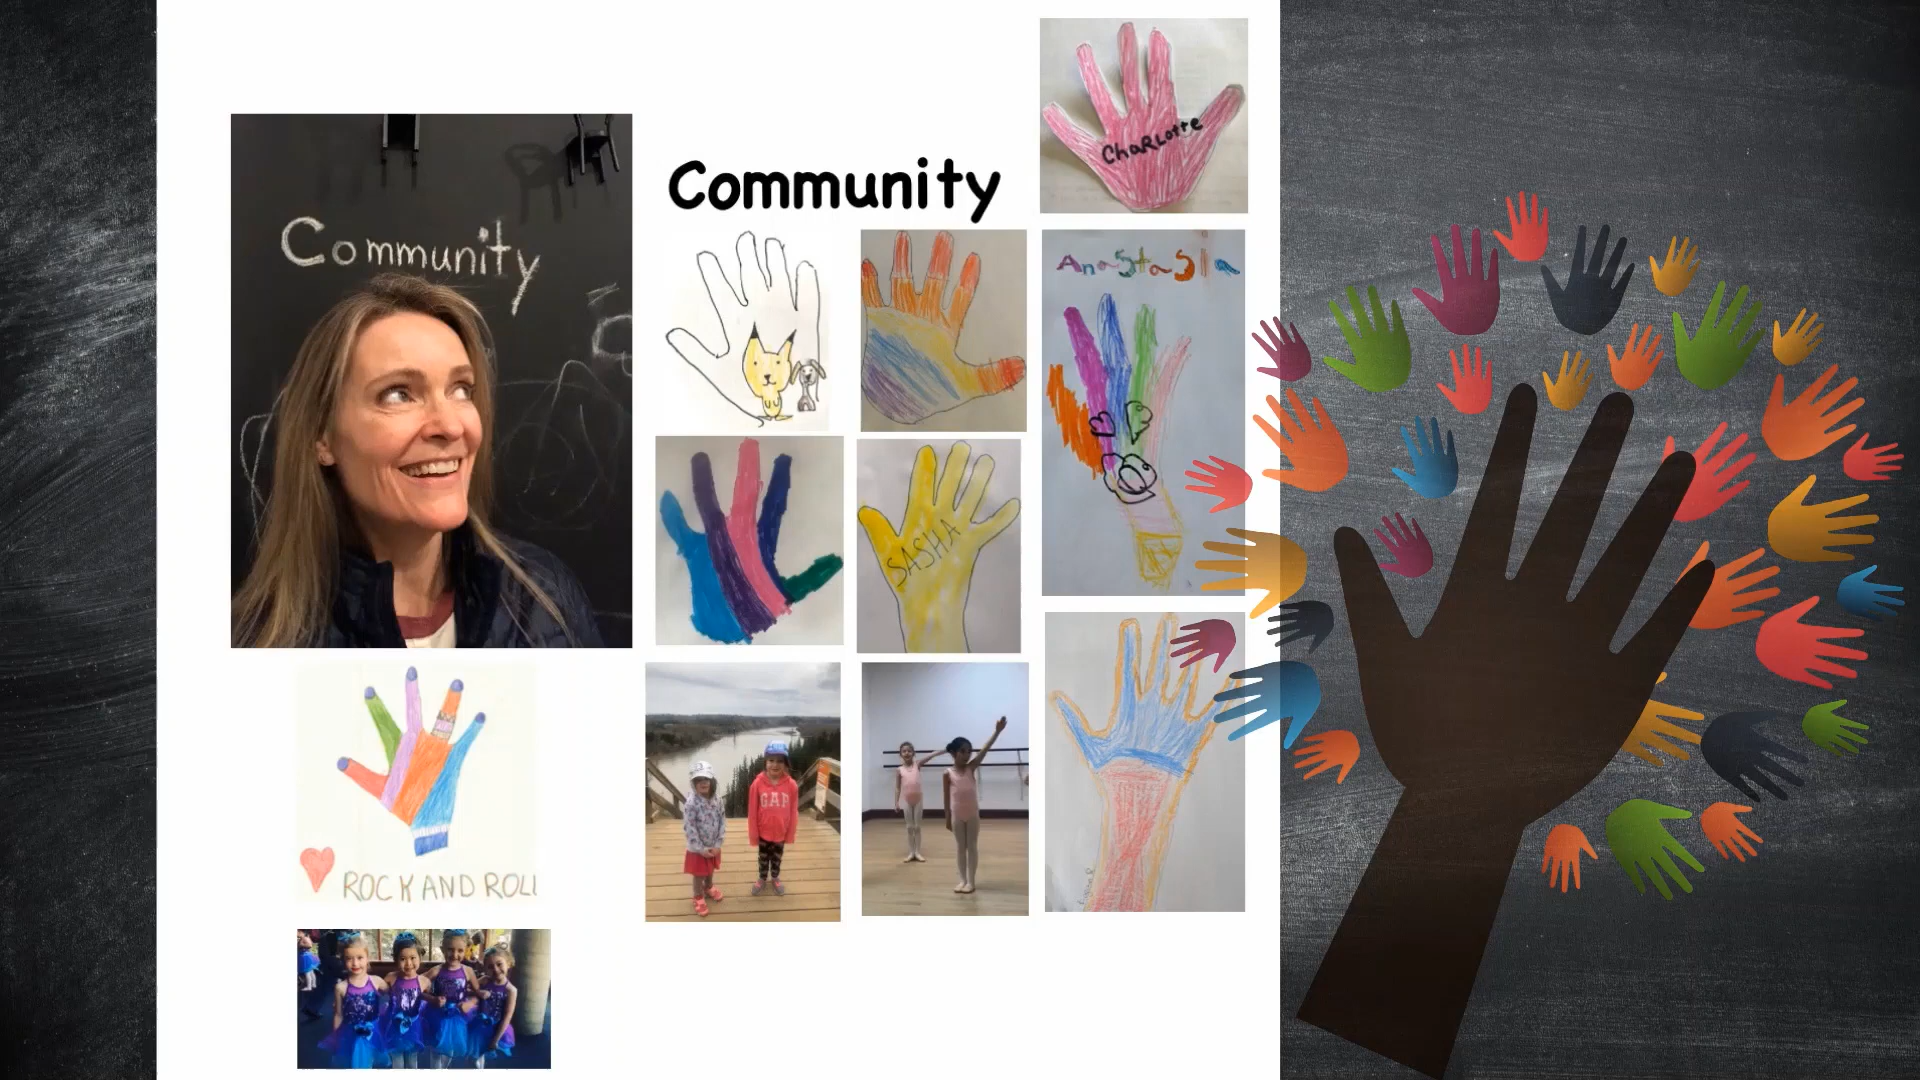 Community
Community
ChaRLotte
AnaStaSia
SASHA
ROCK AND ROLL
GAP